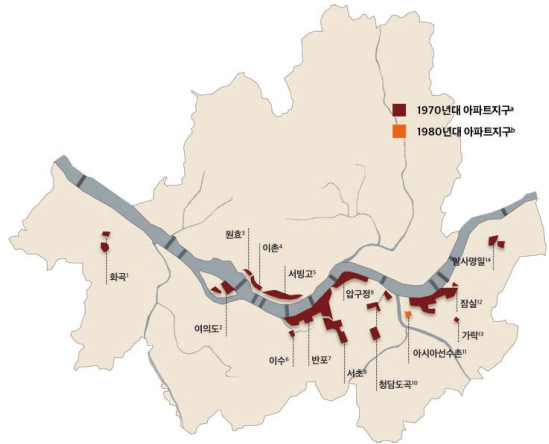 1970년대 아파트지구ᵃ
1980년대 아파트지구ᵇ
원효³
이촌⁴
서빙고⁵
암사명일¹⁴
화곡¹
압구정⁹
잠실¹²
여의도²
가락¹³
이수⁶
반포⁷
서초⁸
아시아선수촌¹¹
청담도곡¹⁰